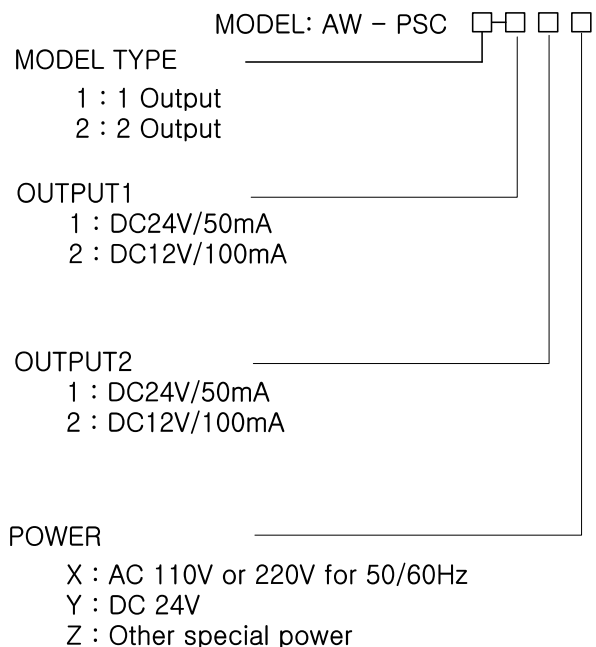 MODEL: AW - PSC □-□ □ □
MODEL TYPE
1 : 1 Output
2 : 2 Output
OUTPUT1
1 : DC24V/50mA
2 : DC12V/100mA
OUTPUT2
1 : DC24V/50mA
2 : DC12V/100mA
POWER
X : AC 110V or 220V for 50/60Hz
Y : DC 24V
Z : Other special power